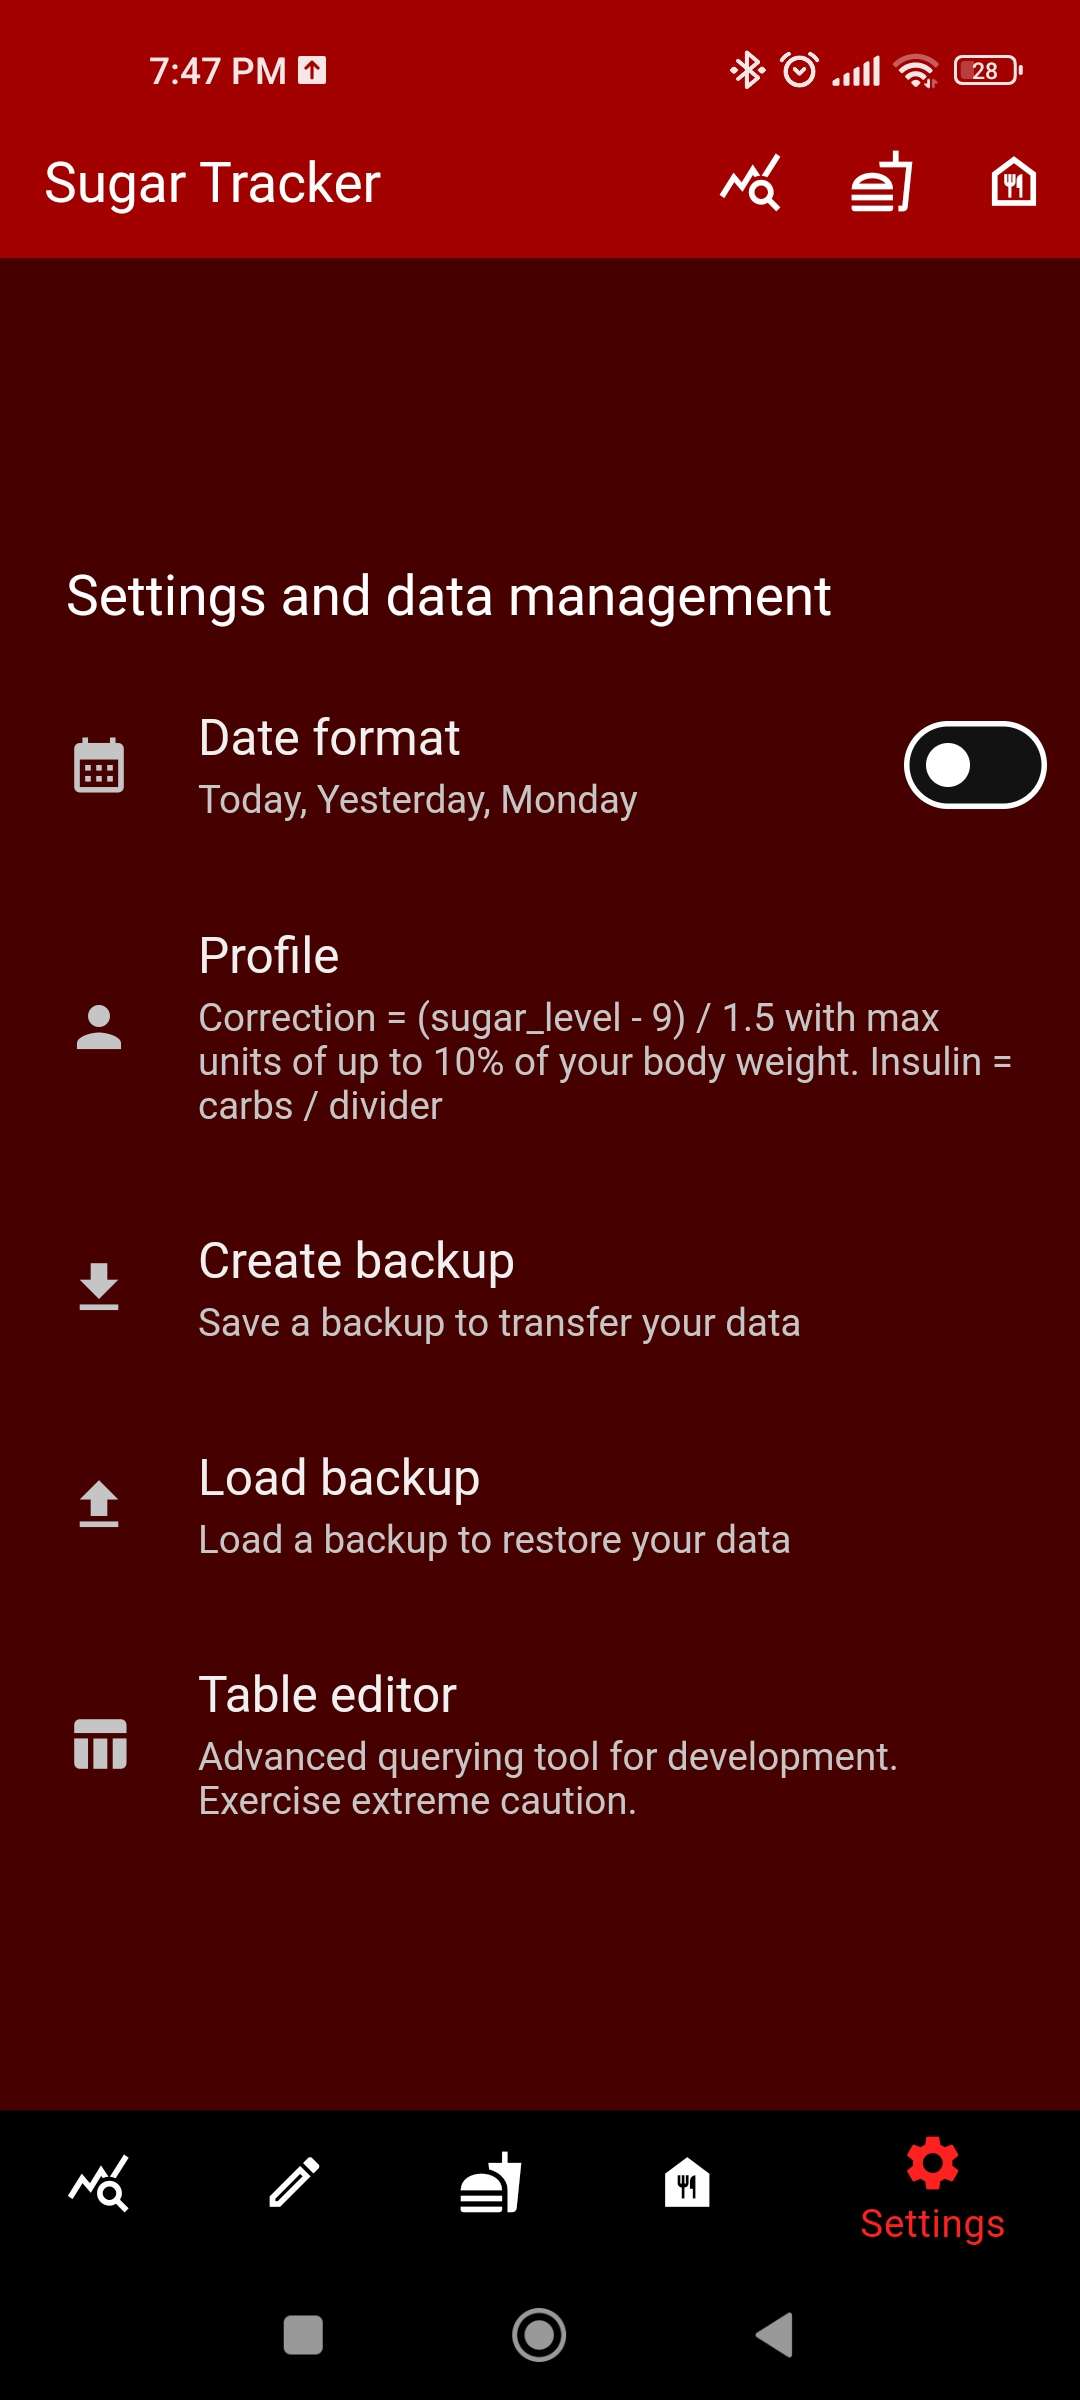 7:47 PM
28
Sugar Tracker
Settings and data management
Date format
Today, Yesterday, Monday
Profile
Correction = (sugar_level - 9) / 1.5 with max
units of up to 10% of your body weight. Insulin =
carbs / divider
Create backup
Save a backup to transfer your data
Load backup
Load a backup to restore your data
Table editor
Advanced querying tool for development.
Exercise extreme caution.
Settings